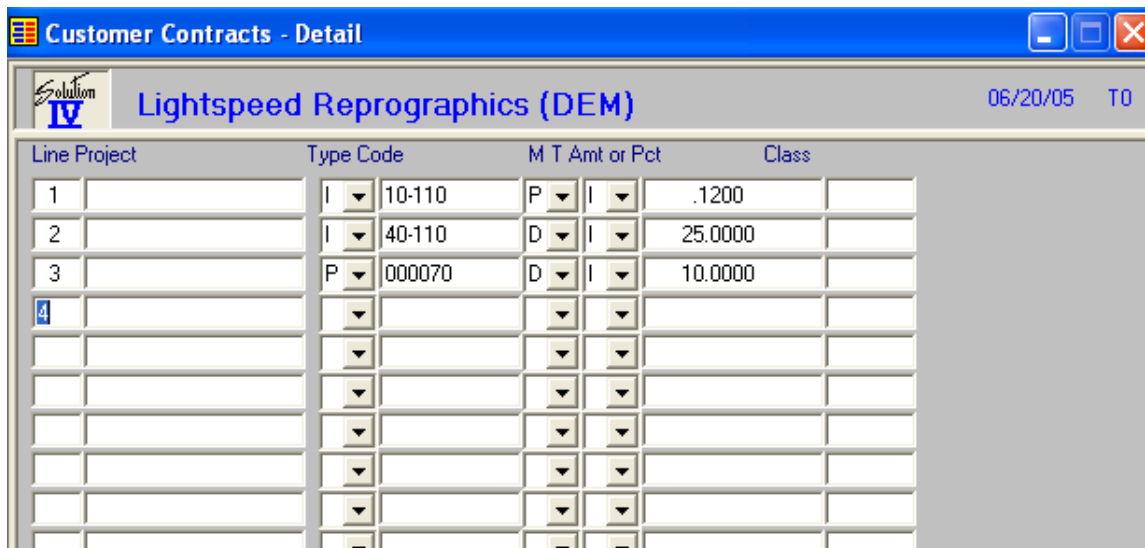 Customer Contracts - Detail
Solution IV Lightspeed Reprographics (DEM) 06/20/05 T0
Line Project Type Code M T Amt or Pct Class
1 I 10-110 P I .1200
2 I 40-110 D I 25.0000
3 P 000070 D I 10.0000
4